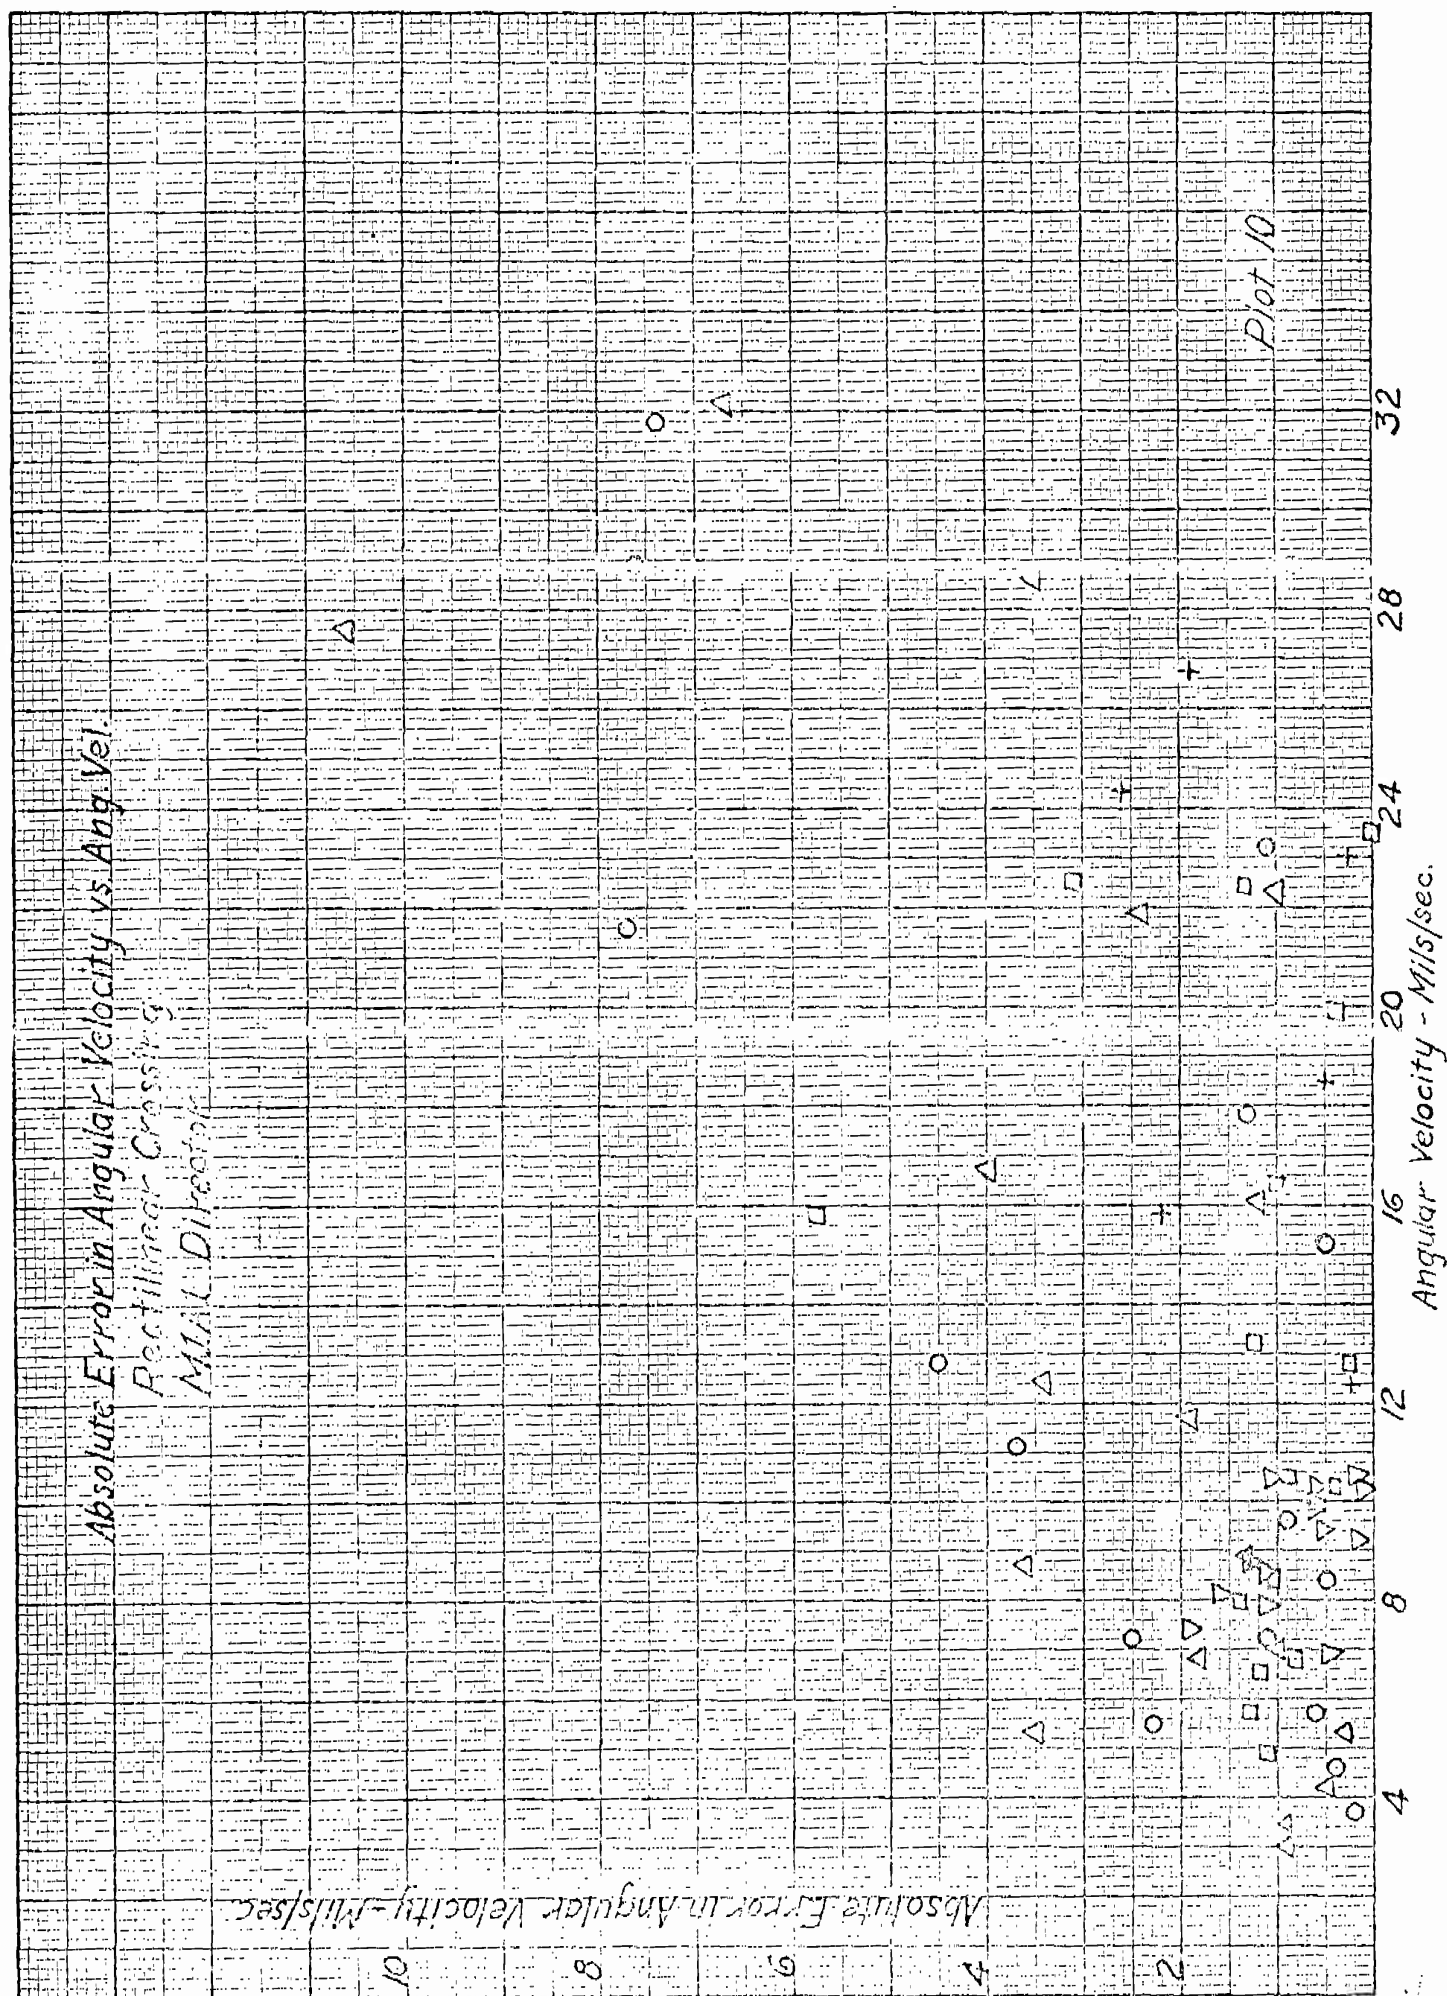 Absolute Error in Angular Velocity vs. Ang. Vel.
Rectilinear Crossing
Director
Absolute Error in Angular Velocity - Mils/sec
10
8
6
4
2
4
8
12
16
20
24
28
32
Angular Velocity - Mils/sec.
Plot 10